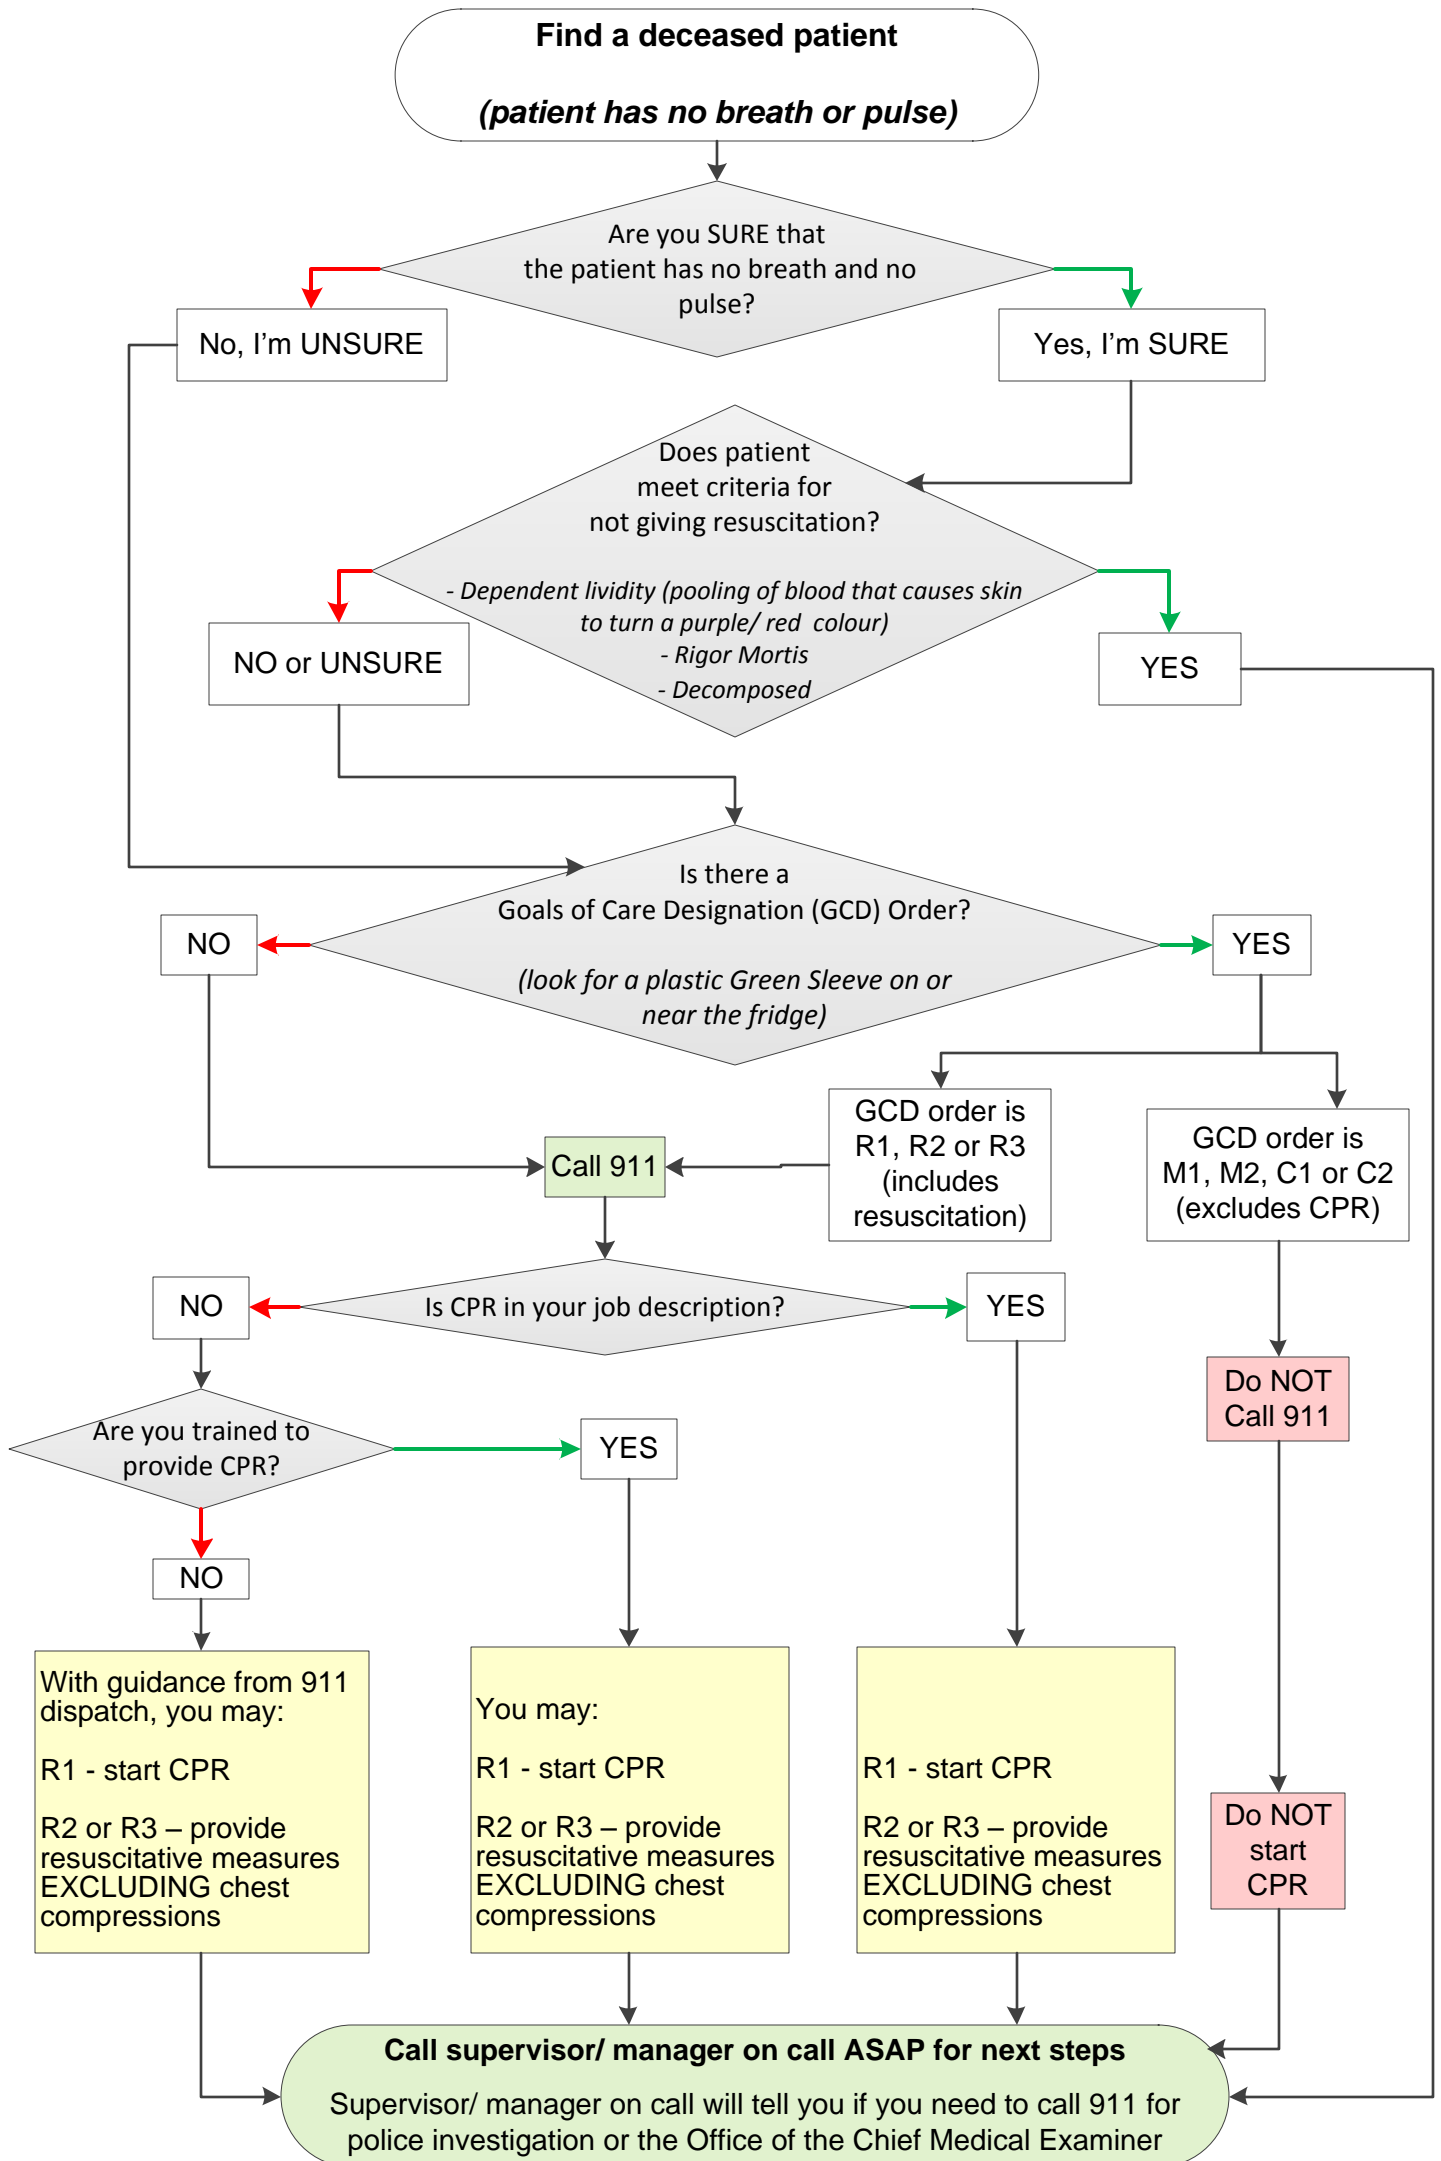 Find a deceased patient
(patient has no breath or pulse)
Are you SURE that
the patient has no breath and no
pulse?
No, I'm UNSURE
Yes, I'm SURE
Does patient
meet criteria for
not giving resuscitation?
- Dependent lividity (pooling of blood that causes skin
to turn a purple/ red  colour)
- Rigor Mortis
- Decomposed
NO or UNSURE
YES
Is there a
Goals of Care Designation (GCD) Order?
(look for a plastic Green Sleeve on or
near the fridge)
NO
YES
GCD order is
R1, R2 or R3
(includes
resuscitation)
GCD order is
M1, M2, C1 or C2
(excludes CPR)
Call 911
Is CPR in your job description?
NO
YES
Do NOT
Call 911
Are you trained to
provide CPR?
YES
NO
With guidance from 911
dispatch, you may:
R1 - start CPR
R2 or R3 – provide
resuscitative measures
EXCLUDING chest
compressions
You may:
R1 - start CPR
R2 or R3 – provide
resuscitative measures
EXCLUDING chest
compressions
R1 - start CPR
R2 or R3 – provide
resuscitative measures
EXCLUDING chest
compressions
Do NOT
start
CPR
Call supervisor/ manager on call ASAP for next steps
Supervisor/ manager on call will tell you if you need to call 911 for
police investigation or the Office of the Chief Medical Examiner